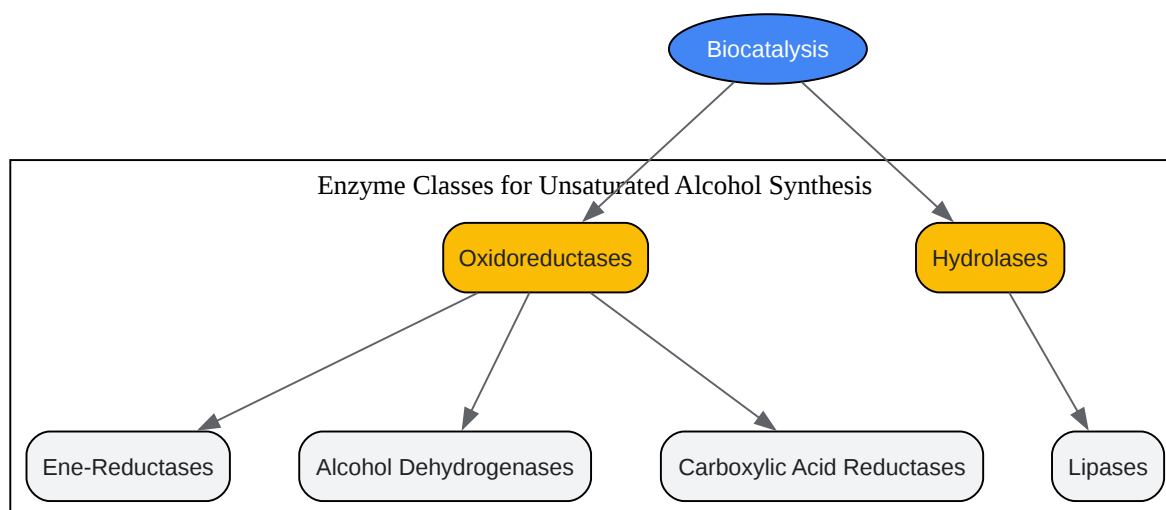 Biocatalysis
Enzyme Classes for Unsaturated Alcohol Synthesis
Oxidoreductases
Hydrolases
Ene-Reductases
Alcohol Dehydrogenases
Carboxylic Acid Reductases
Lipases